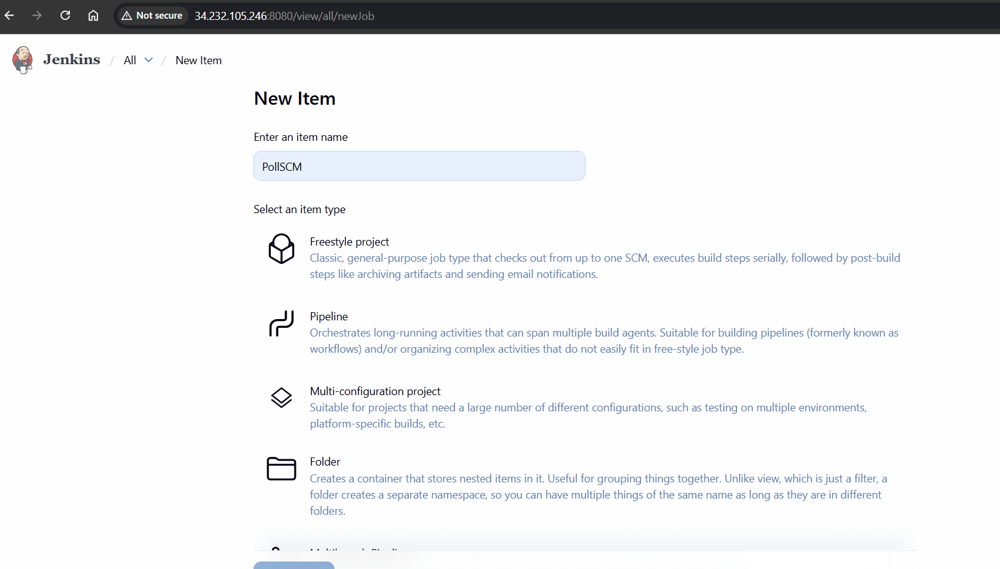 Not secure 34.232.105.246:8080/view/all/newJob
Jenkins / All / New Item
New Item
Enter an item name
PollSCM
Select an item type
Freestyle project
Classic, general-purpose job type that checks out from up to one SCM, executes build steps serially, followed by post-build
steps like archiving artifacts and sending email notifications.
Pipeline
Orchestrates long-running activities that can span multiple build agents. Suitable for building pipelines (formerly known as
workflows) and/or organizing complex activities that do not easily fit in free-style job type.
Multi-configuration project
Suitable for projects that need a large number of different configurations, such as testing on multiple environments,
platform-specific builds, etc.
Folder
Creates a container that stores nested items in it. Useful for grouping things together. Unlike view, which is just a filter, a
folder creates a separate namespace, so you can have multiple things of the same name as long as they are in different
folders.